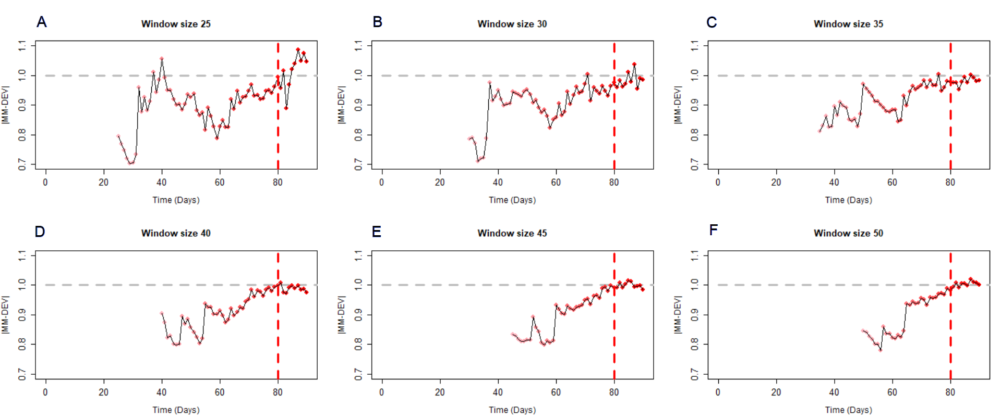 A
Window size 25
|MM-DEV|
1.1
1.0
0.9
0.8
0.7
0 20 40 60 80
Time (Days)
B
Window size 30
|MM-DEV|
1.1
1.0
0.9
0.8
0.7
0 20 40 60 80
Time (Days)
C
Window size 35
|MM-DEV|
1.1
1.0
0.9
0.8
0.7
0 20 40 60 80
Time (Days)
D
Window size 40
|MM-DEV|
1.1
1.0
0.9
0.8
0.7
0 20 40 60 80
Time (Days)
E
Window size 45
|MM-DEV|
1.1
1.0
0.9
0.8
0.7
0 20 40 60 80
Time (Days)
F
Window size 50
|MM-DEV|
1.1
1.0
0.9
0.8
0.7
0 20 40 60 80
Time (Days)